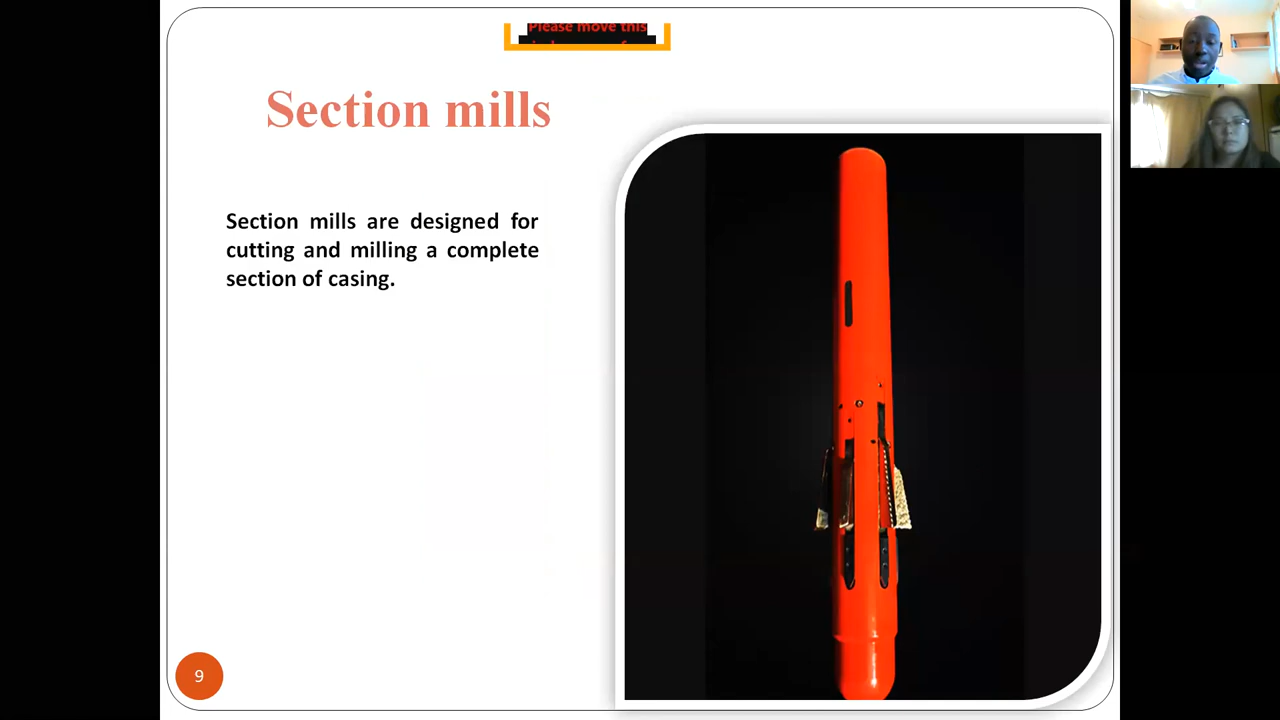 Please move this
Section mills
Section mills are designed for
cutting and milling a complete
section of casing.
9